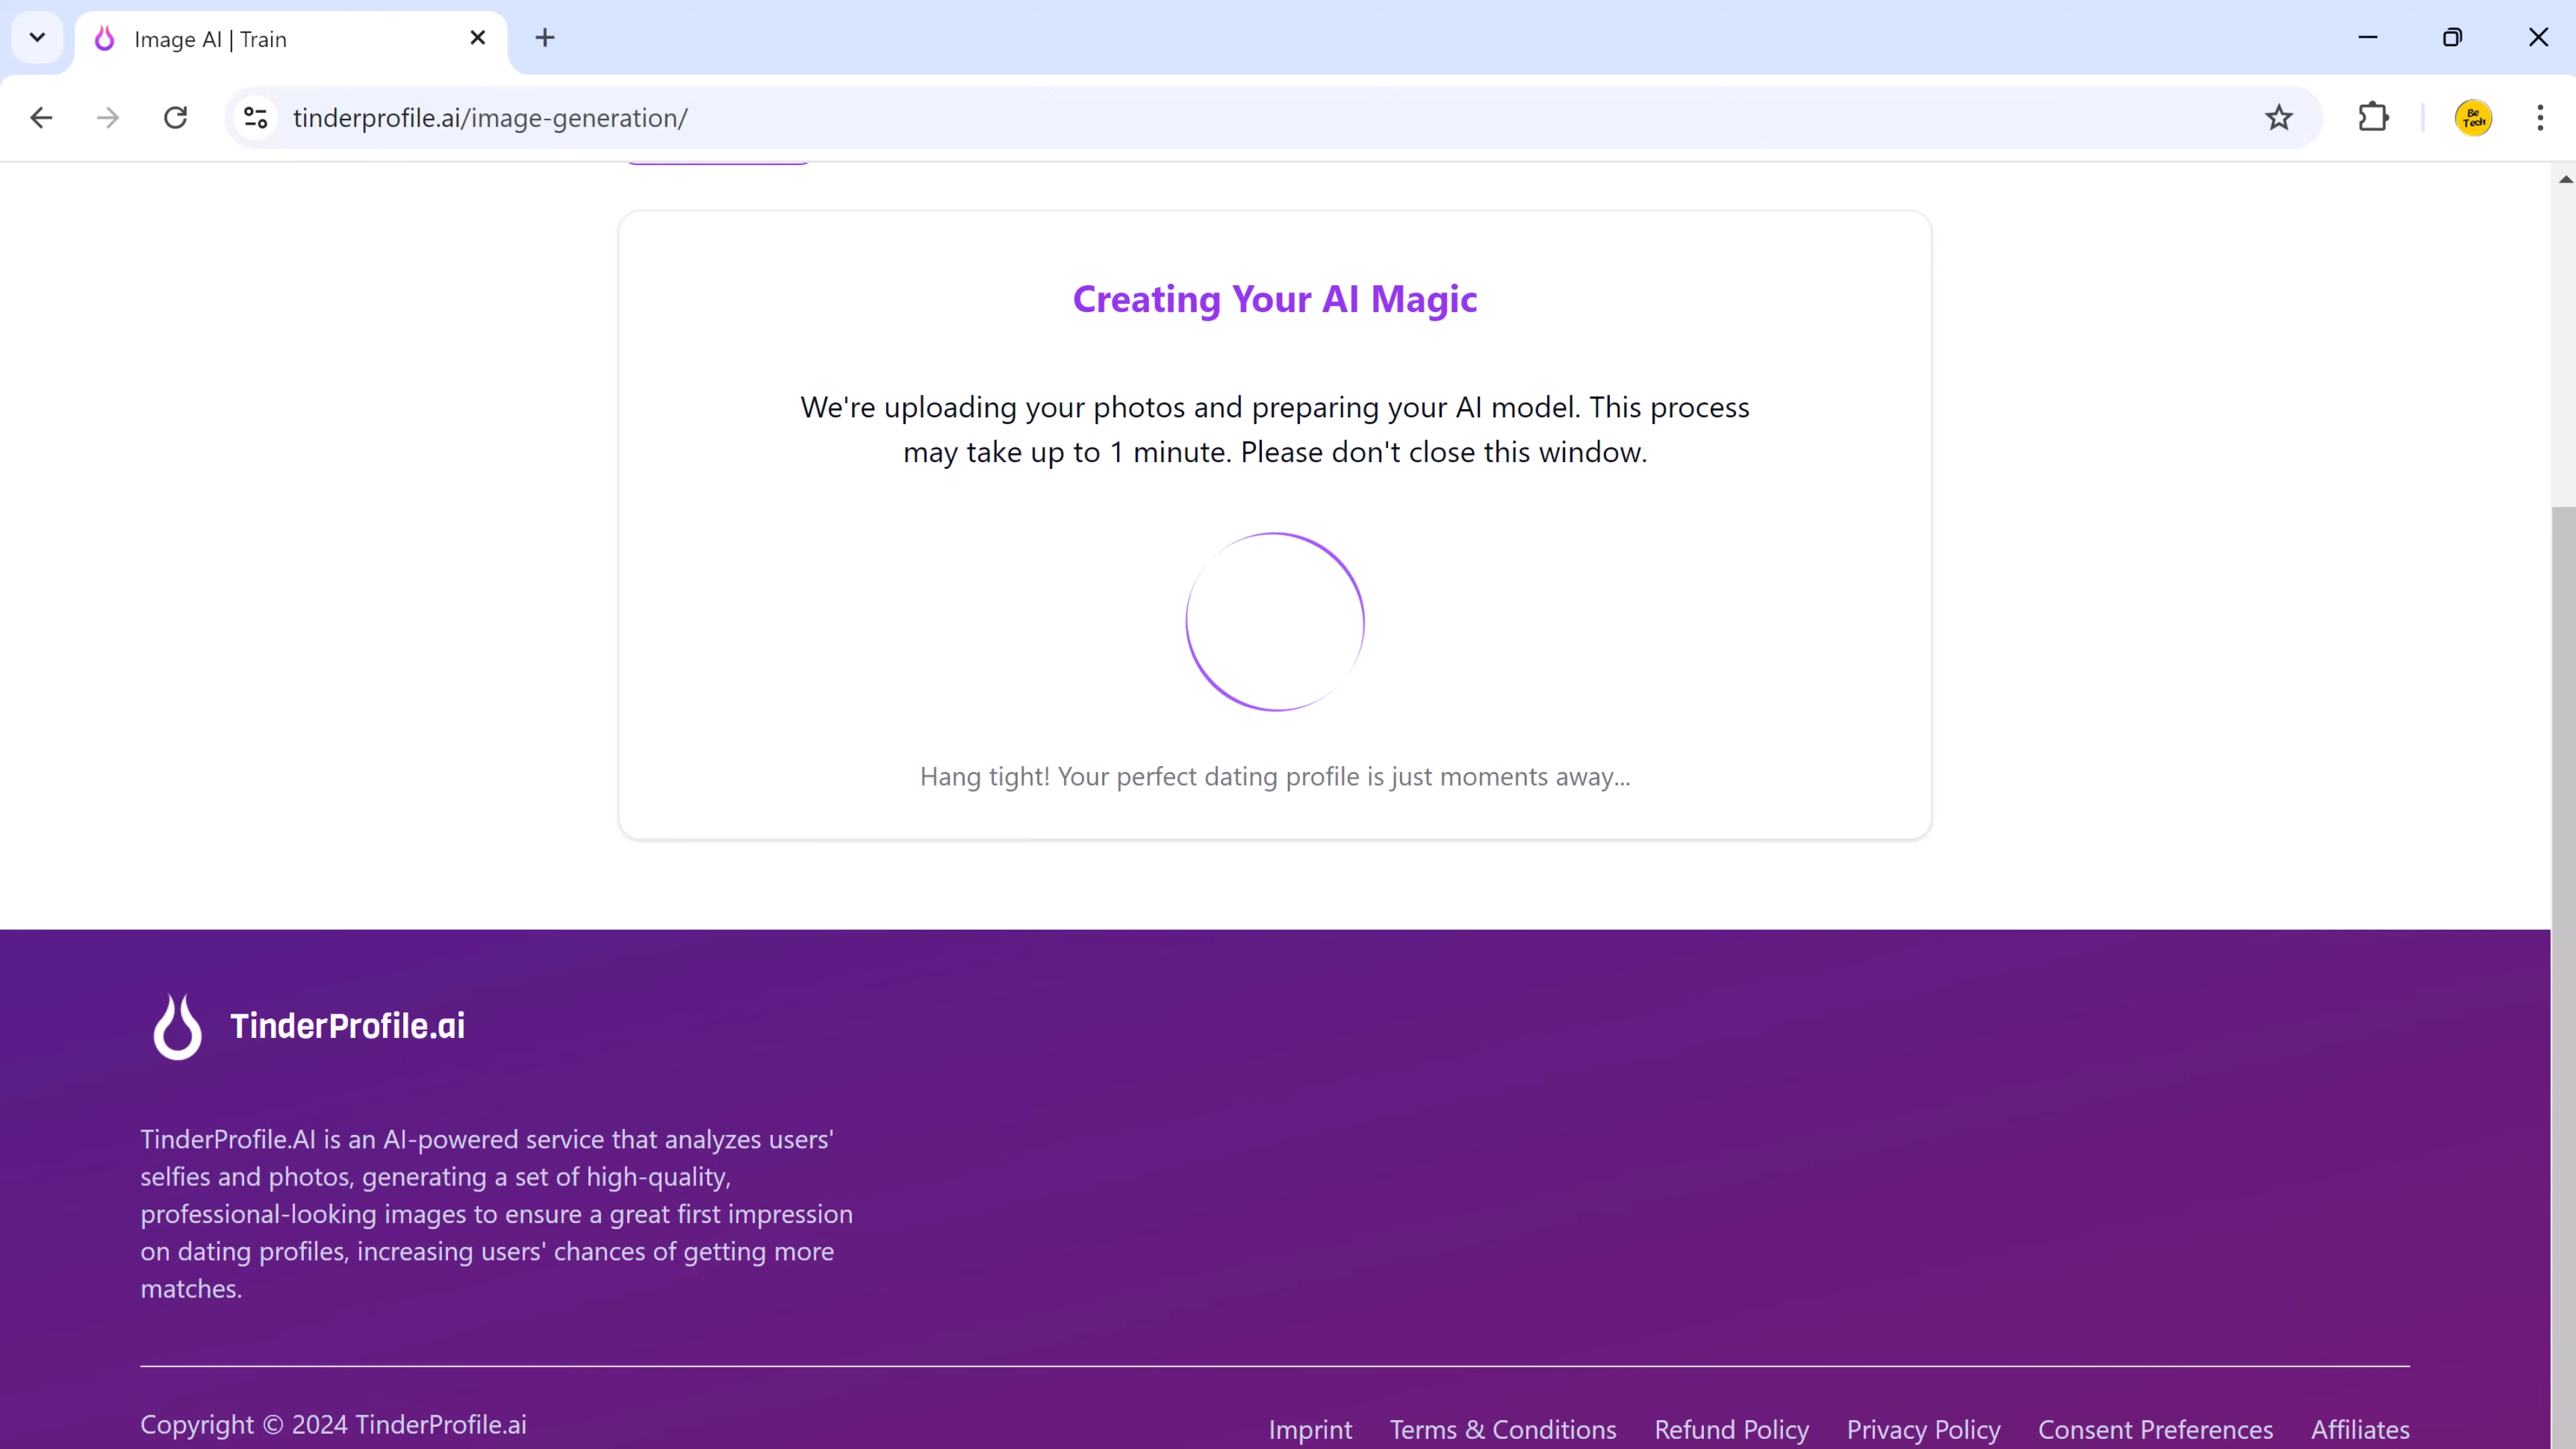 Image AI | Train
tinderprofile.ai/image-generation/
Be
Tech
Creating Your AI Magic
We're uploading your photos and preparing your AI model. This process
may take up to 1 minute. Please don't close this window.
Hang tight! Your perfect dating profile is just moments away...
TinderProfile.ai
TinderProfile.AI is an AI-powered service that analyzes users'
selfies and photos, generating a set of high-quality,
professional-looking images to ensure a great first impression
on dating profiles, increasing users' chances of getting more
matches.
Copyright © 2024 TinderProfile.ai
Imprint Terms & Conditions Refund Policy Privacy Policy Consent Preferences Affiliates